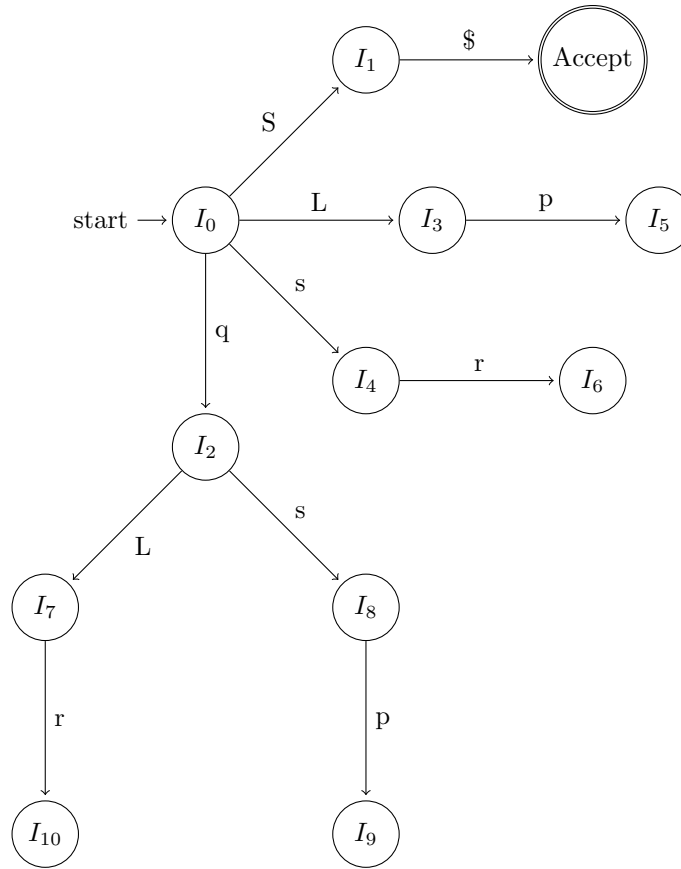 I₁ $ Accept
S
start I₀ L I₃ p I₅
s
q
I₄ r I₆
I₂
L s
I₇ I₈
r p
I₁₀ I₉